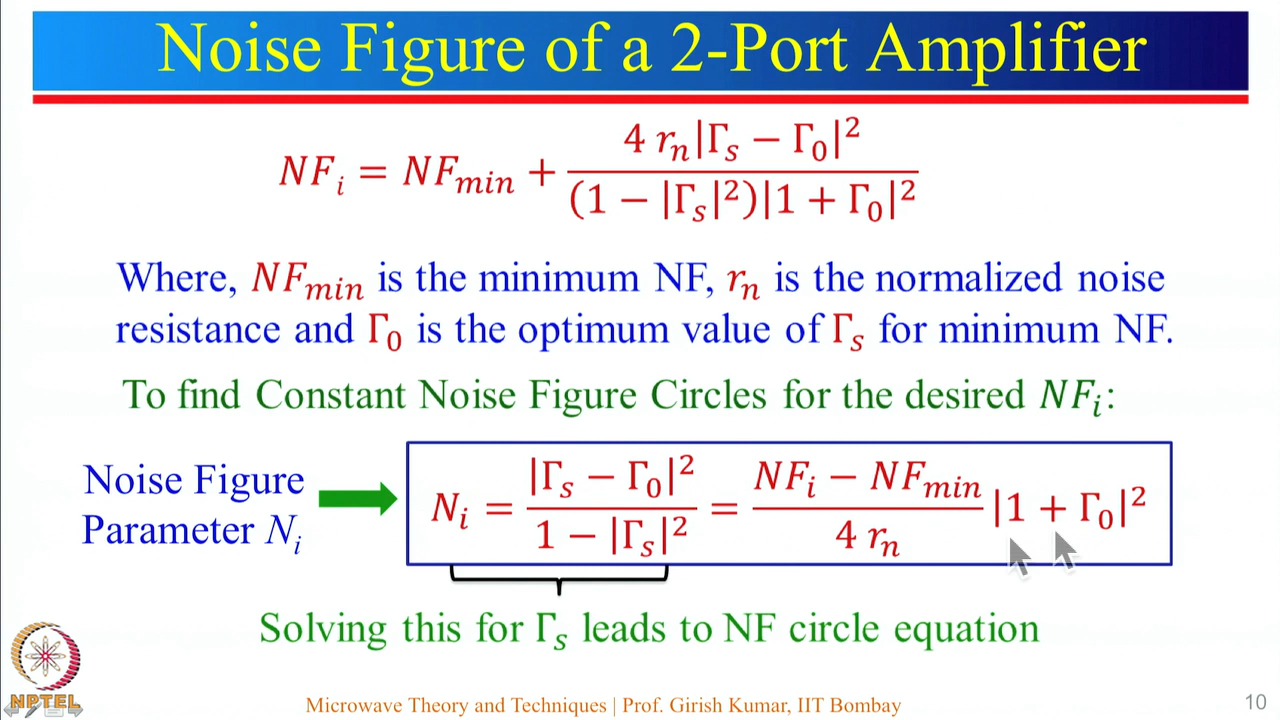 Noise Figure of a 2-Port Amplifier
NF_i = NF_min + 4 r_n|Γ_s − Γ_0|² / (1 − |Γ_s|²)|1 + Γ_0|²
Where, NF_min is the minimum NF, r_n is the normalized noise
resistance and Γ_0 is the optimum value of Γ_s for minimum NF.
To find Constant Noise Figure Circles for the desired NF_i:
Noise Figure
Parameter N_i
N_i = |Γ_s − Γ_0|² / 1 − |Γ_s|² = NF_i − NF_min / 4 r_n |1 + Γ_0|²
Solving this for Γ_s leads to NF circle equation
NPTEL
Microwave Theory and Techniques | Prof. Girish Kumar, IIT Bombay
10